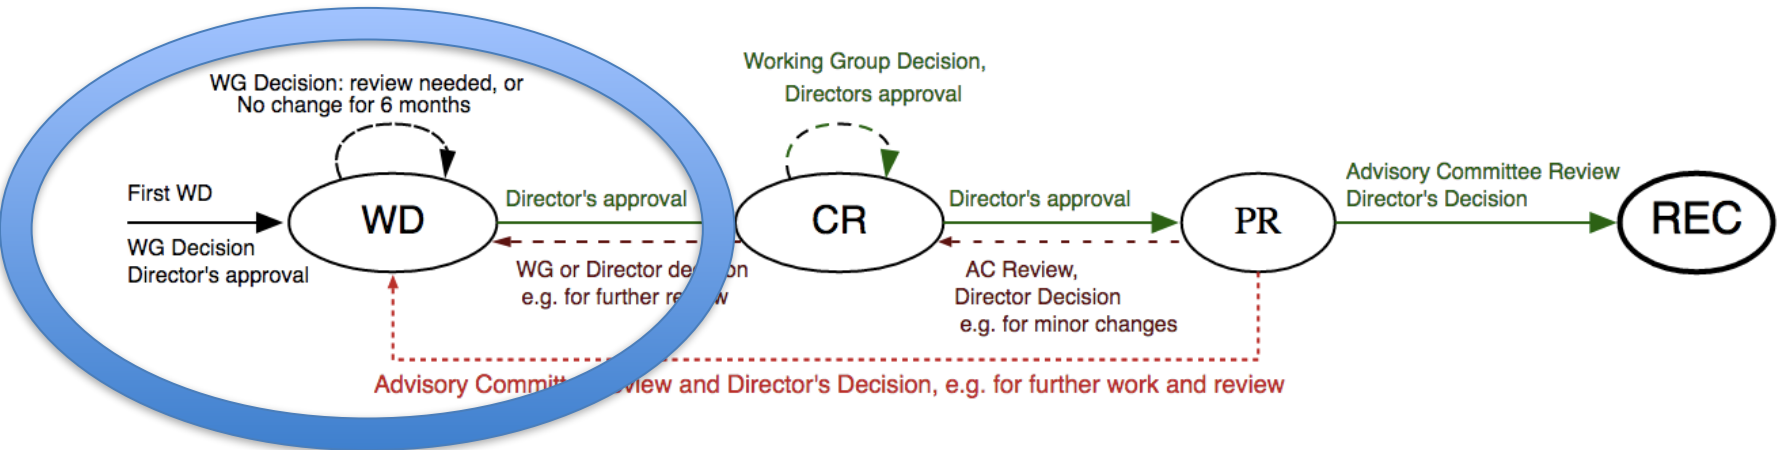 WG Decision: review needed, or
No change for 6 months
First WD
WG Decision
Director's approval
WD
Director's approval
WG or Director de on
e.g. for further re w
Working Group Decision,
Directors approval
CR
Director's approval
AC Review,
Director Decision
e.g. for minor changes
PR
Advisory Committee Review
Director's Decision
REC
Advisory Committ view and Director's Decision, e.g. for further work and review